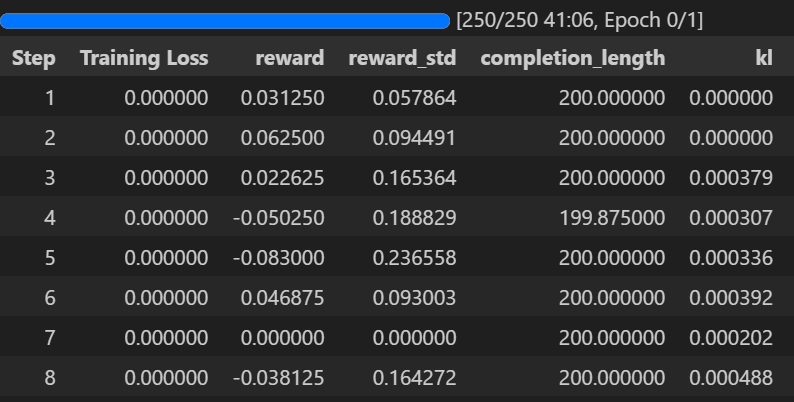 [250/250 41:06, Epoch 0/1]
Step Training Loss reward reward_std completion_length kl
1 0.000000 0.031250 0.057864 200.000000 0.000000
2 0.000000 0.062500 0.094491 200.000000 0.000000
3 0.000000 0.022625 0.165364 200.000000 0.000379
4 0.000000 -0.050250 0.188829 199.875000 0.000307
5 0.000000 -0.083000 0.236558 200.000000 0.000336
6 0.000000 0.046875 0.093003 200.000000 0.000392
7 0.000000 0.000000 0.000000 200.000000 0.000202
8 0.000000 -0.038125 0.164272 200.000000 0.000488